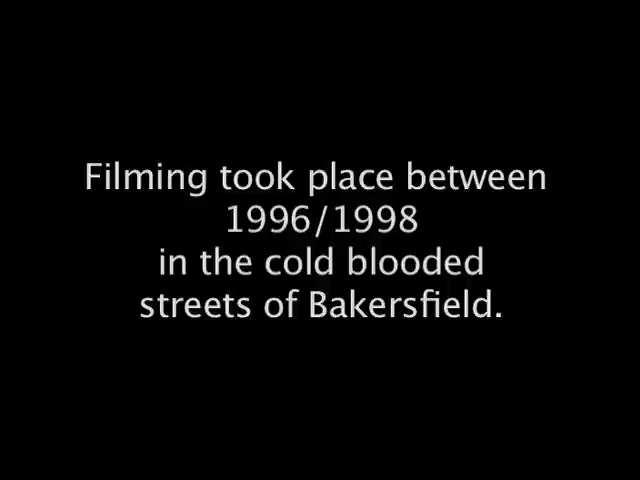 Filming took place between
1996/1998
in the cold blooded
streets of Bakersfield.